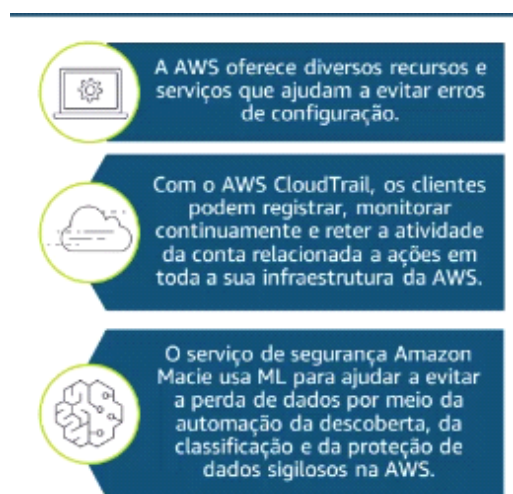 A AWS oferece diversos recursos e
serviços que ajudam a evitar erros
de configuração.
Com o AWS CloudTrail, os clientes
podem registrar, monitorar
continuamente e reter a atividade
da conta relacionada a ações em
toda a sua infraestrutura da AWS.
O serviço de segurança Amazon
Macie usa ML para ajudar a evitar
a perda de dados por meio da
automação da descoberta, da
classificação e da proteção de
dados sigilosos na AWS.